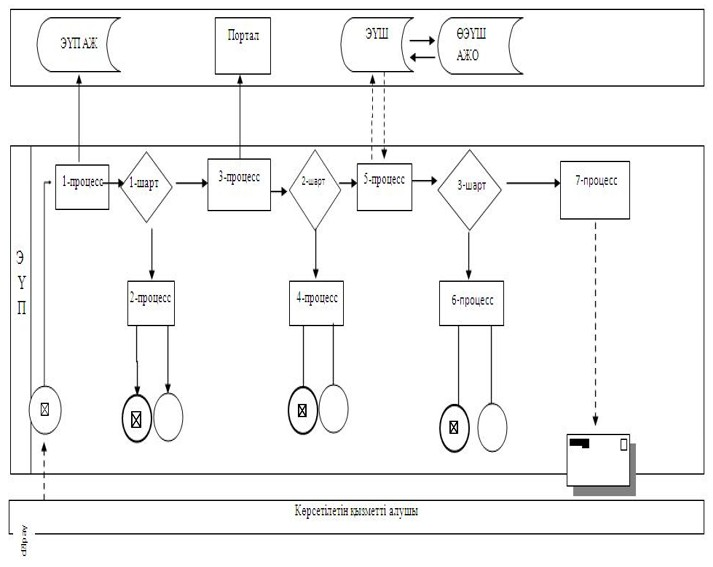 ЭҮП АЖ
Портал
ЭҮШ
ӨЭҮШ
АЖО
1-процесс
1-шарт
3-процесс
2-шарт
5-процесс
3-шарт
7-процесс
Э
Ү
П
2-процесс
4-процесс
6-процесс
Көрсетілетін қызметті алушы